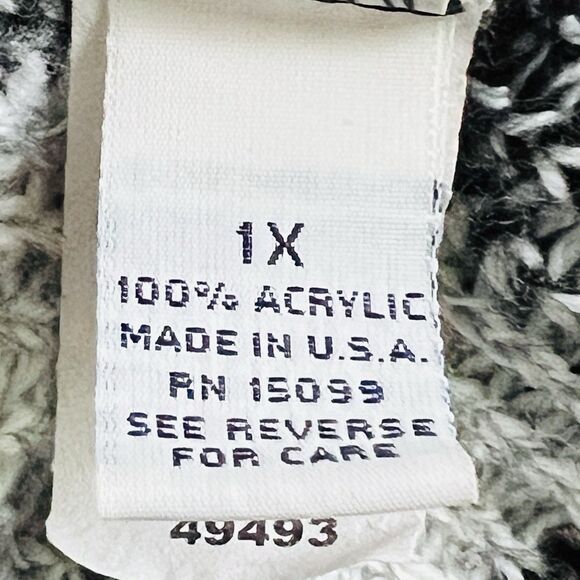 1X
100% ACRYLIC
MADE IN U.S.A.
RN 15099
SEE REVERSE
FOR CARE
49493